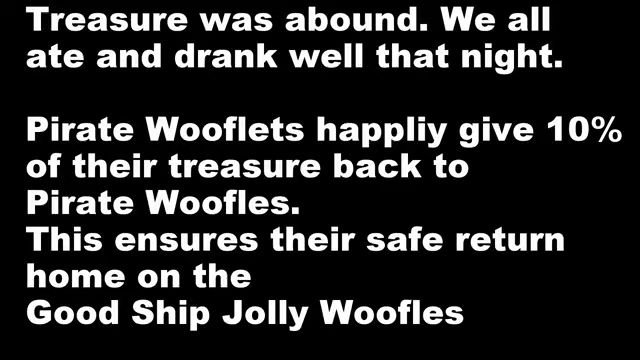 Treasure was abound. We all
ate and drank well that night.
Pirate Wooflets happliy give 10%
of their treasure back to
Pirate Woofles.
This ensures their safe return
home on the
Good Ship Jolly Woofles